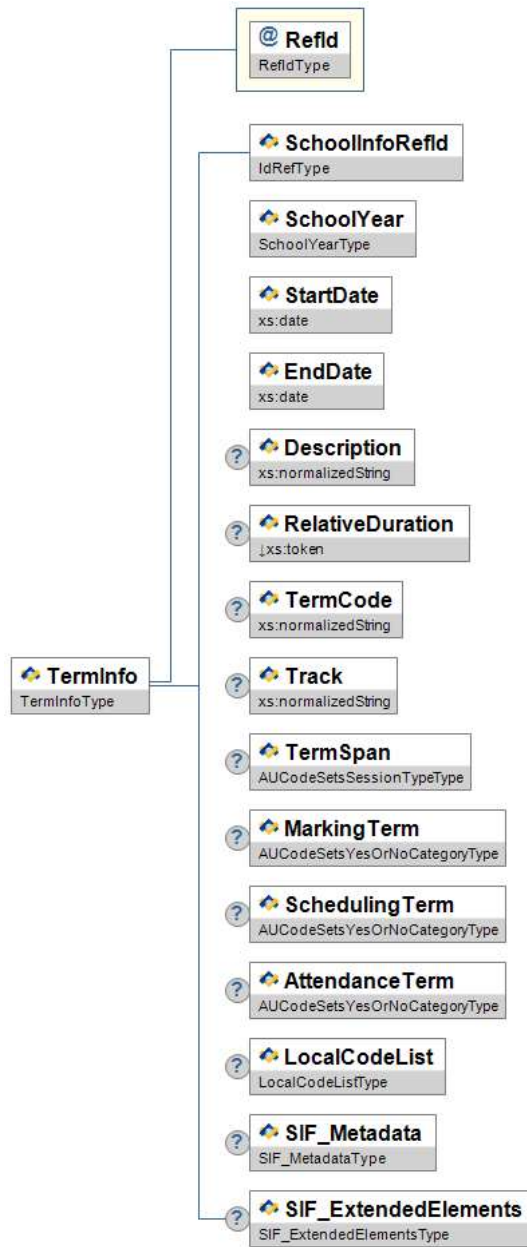 @ RefId
RefIdType
SchoolInfoRefId
IdRefType
SchoolYear
SchoolYearType
StartDate
xs:date
EndDate
xs:date
? Description
xs:normalizedString
? RelativeDuration
↓xs:token
? TermCode
xs:normalizedString
TermInfo
TermInfoType
? Track
xs:normalizedString
? TermSpan
AUCodeSetsSessionTypeType
? MarkingTerm
AUCodeSetsYesOrNoCategoryType
? SchedulingTerm
AUCodeSetsYesOrNoCategoryType
? AttendanceTerm
AUCodeSetsYesOrNoCategoryType
? LocalCodeList
LocalCodeListType
? SIF_Metadata
SIF_MetadataType
? SIF_ExtendedElements
SIF_ExtendedElementsType